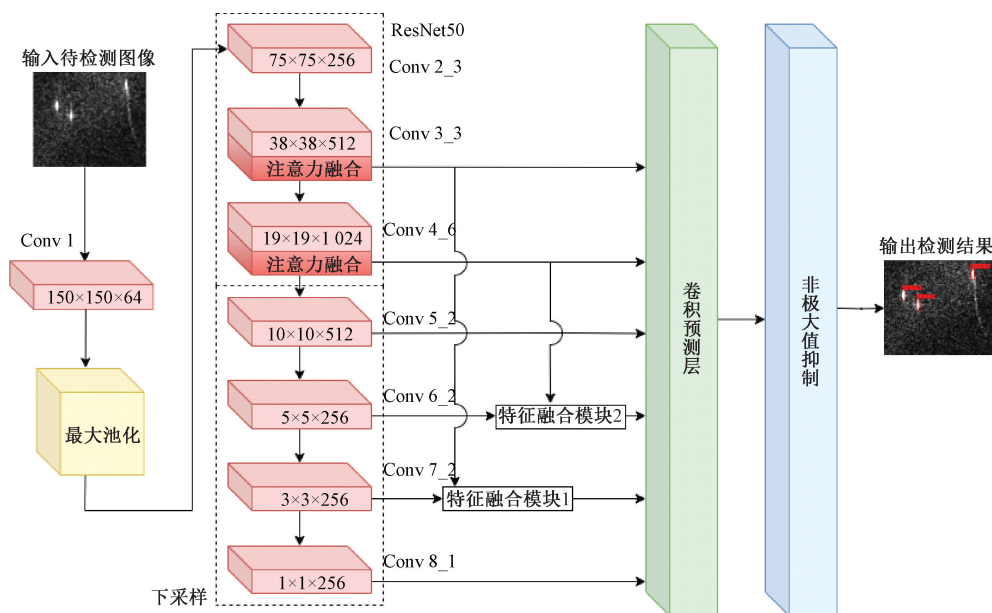 输入待检测图像
Conv 1
150×150×64
最大池化
ResNet50
75×75×256
Conv 2_3
38×38×512
注意力融合
Conv 3_3
19×19×1 024
注意力融合
Conv 4_6
10×10×512
Conv 5_2
5×5×256
Conv 6_2
特征融合模块2
3×3×256
Conv 7_2
特征融合模块1
1×1×256
Conv 8_1
下采样
卷积预测层
非极大值抑制
输出检测结果